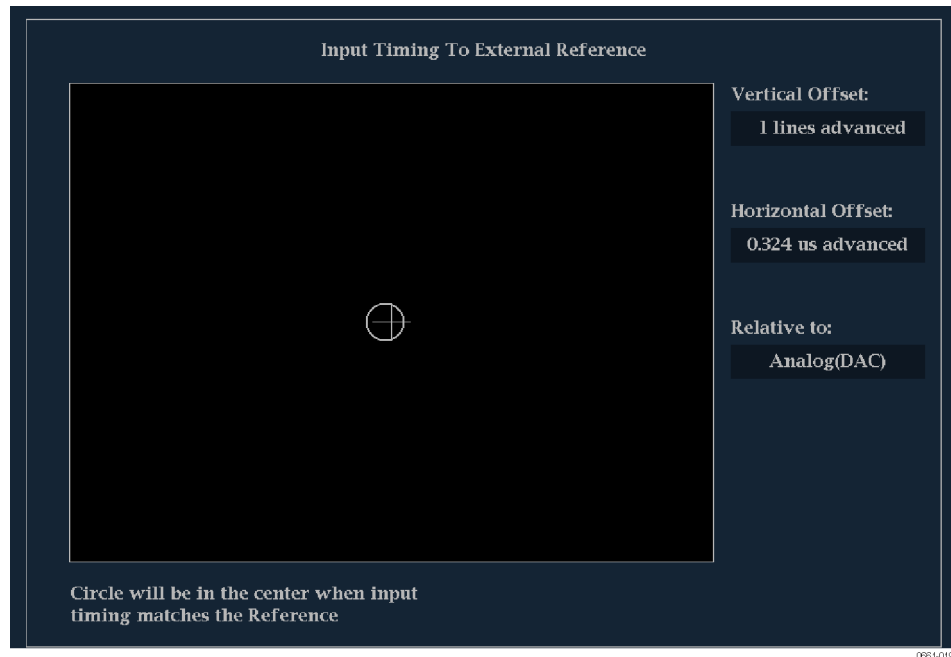 Input Timing To External Reference
Vertical Offset:
1 lines advanced
Horizontal Offset:
0.324 us advanced
Relative to:
Analog(DAC)
Circle will be in the center when input
timing matches the Reference